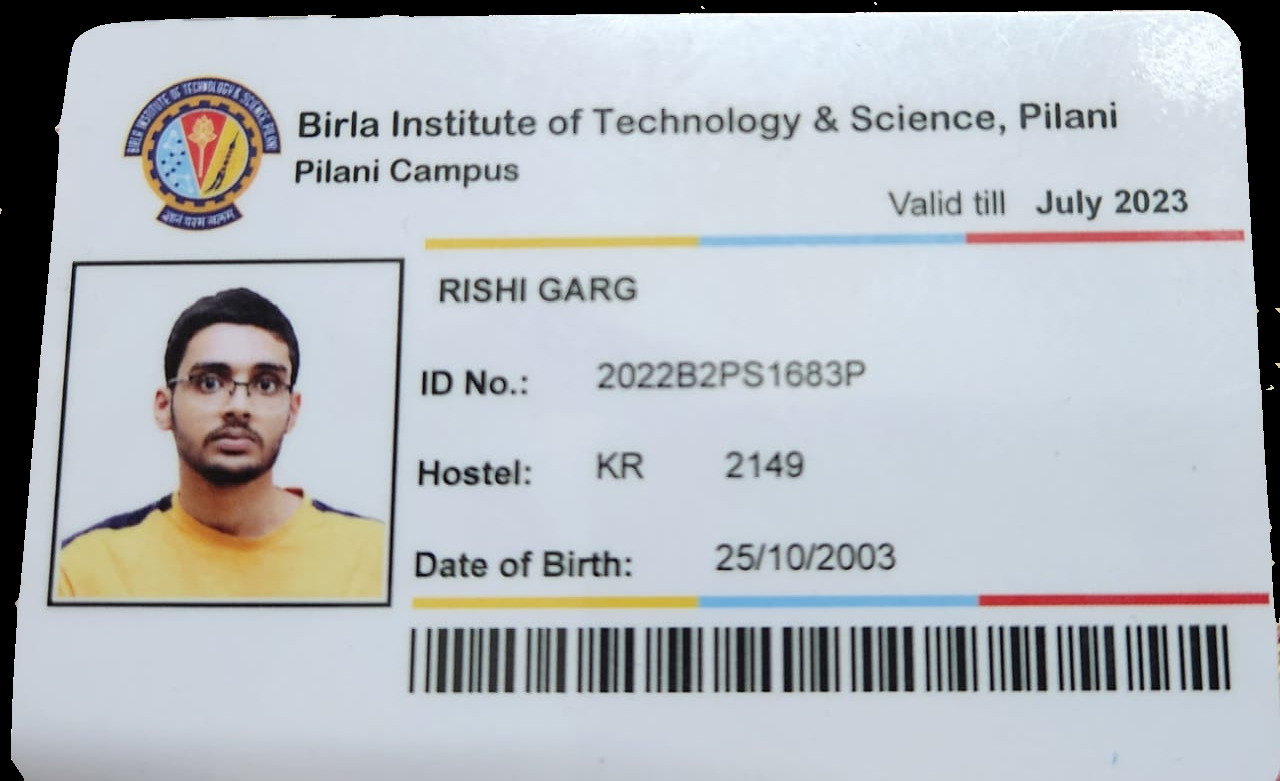 BIRLA INSTITUTE OF TECHNOLOGY & SCIENCE PILANI
ज्ञानं परमं बलम्
Birla Institute of Technology & Science, Pilani
Pilani Campus
Valid till July 2023
RISHI GARG
ID No.: 2022B2PS1683P
Hostel: KR 2149
Date of Birth: 25/10/2003